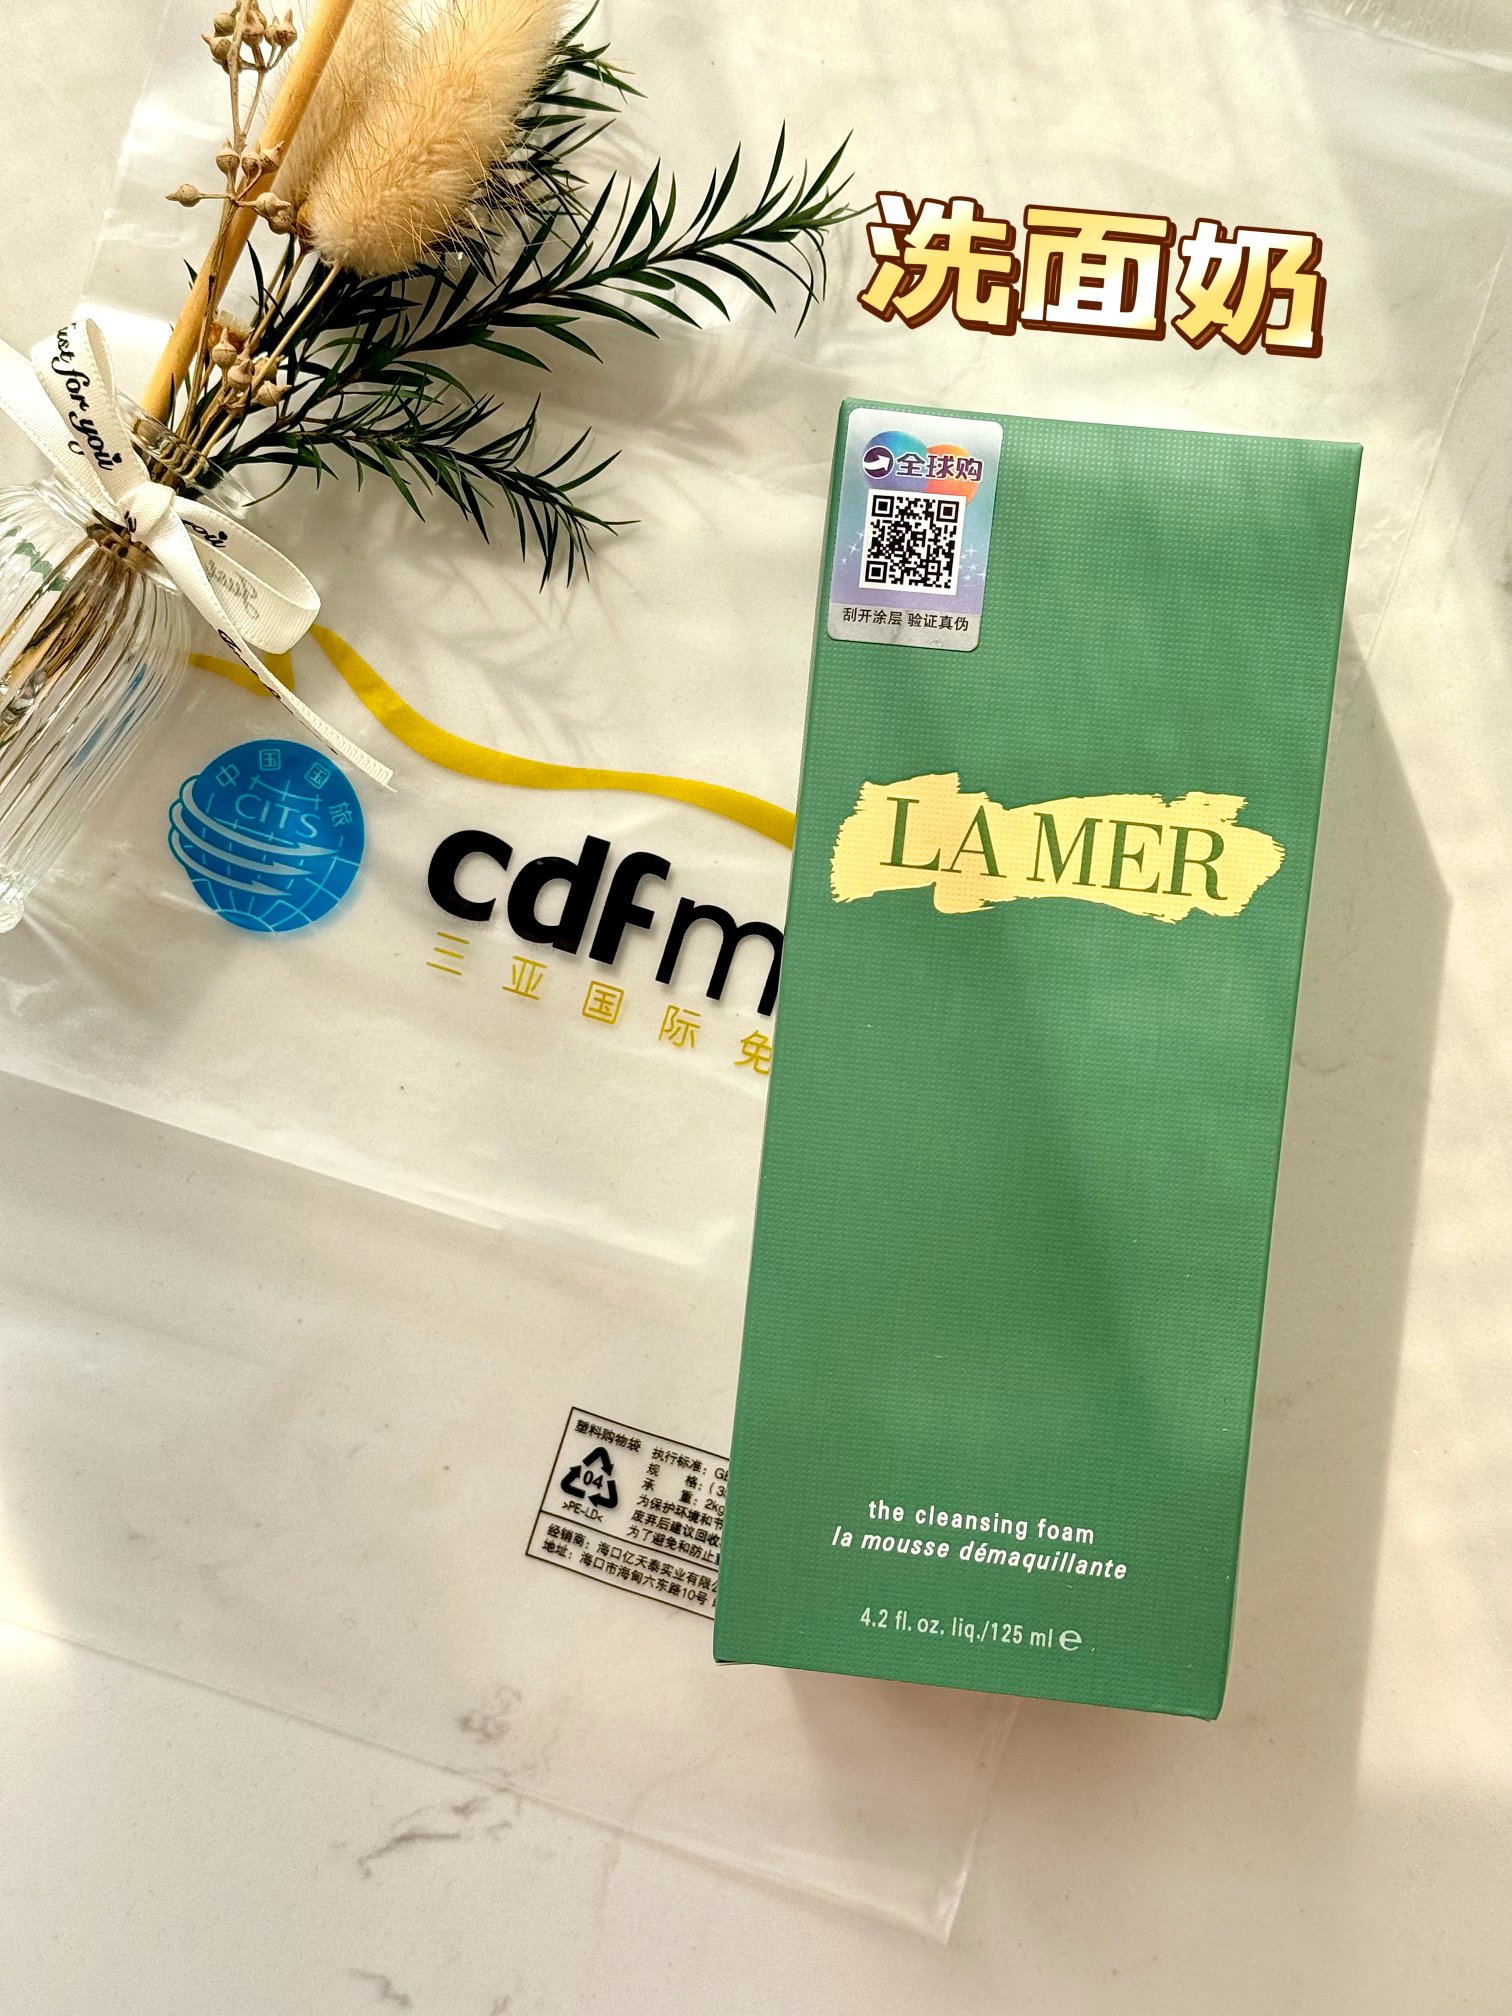 洗面奶
全球购
刮开涂层 验证真伪
Just for you
LA MER
中国国旅
CITS
cdfm
三亚国际免
塑料购物袋
04
>PE-LD<
执行标准：GB
规 格：(3
承 重：2kg
为保护环境和节
废弃后建议回收
为了避免和防止
经销商：海口亿天泰实业有限公
地址：海口市海甸六东路10号
the cleansing foam
la mousse démaquillante
4.2 fl. oz. liq./125 ml e